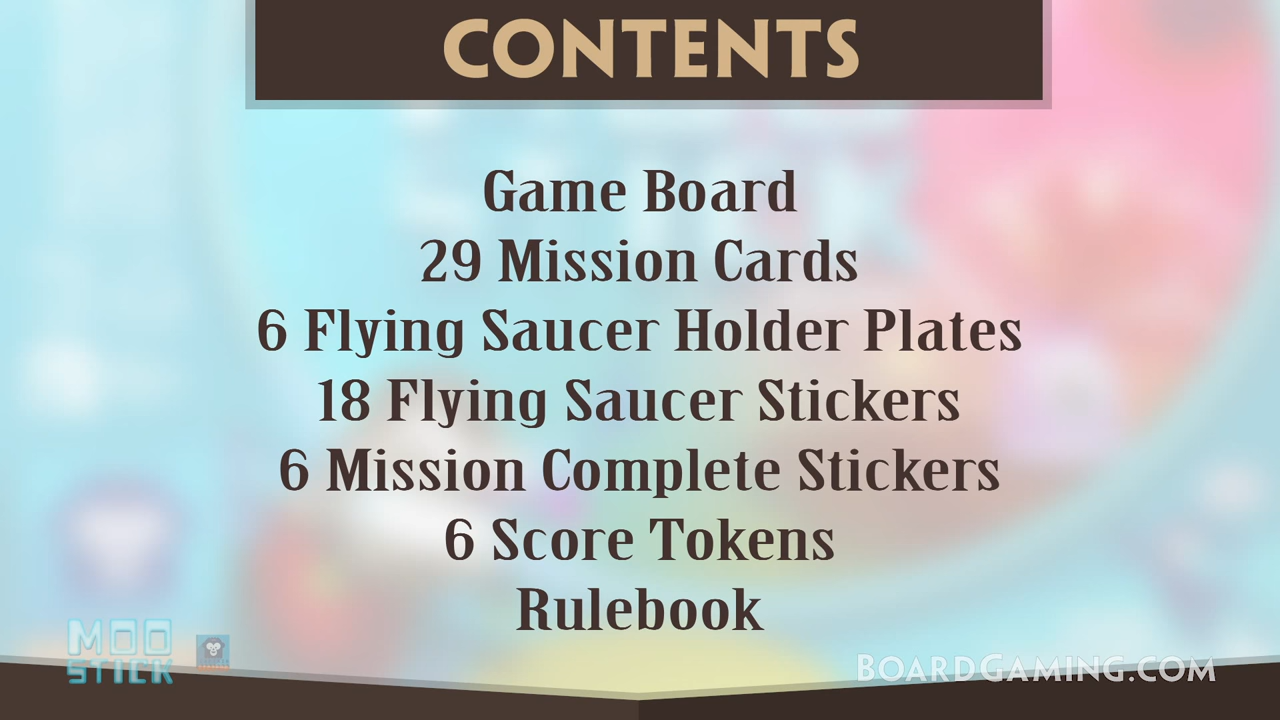 CONTENTS
Game Board
29 Mission Cards
6 Flying Saucer Holder Plates
18 Flying Saucer Stickers
6 Mission Complete Stickers
6 Score Tokens
Rulebook
MOO
STICK
BOARDGAMING.COM